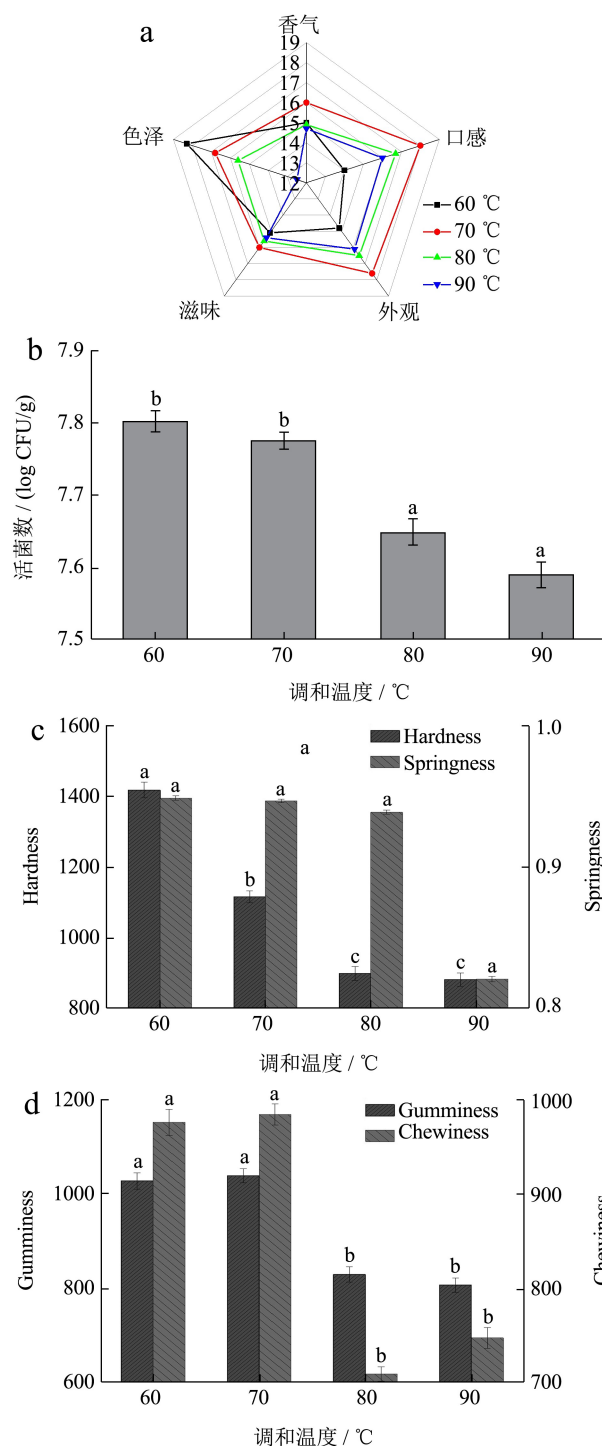 a
香气
19
18
17
16
15
14
13
12
色泽
口感
滋味
外观
60 ℃
70 ℃
80 ℃
90 ℃
b
活菌数 / (log CFU/g)
7.9
7.8
7.7
7.6
7.5
b
b
a
a
60
70
80
90
调和温度 / ℃
c
Hardness
1600
1400
1200
1000
800
a
Hardness
Springness
a
a
b
a
c
a
c
a
1.0
0.9
0.8
Springness
60
70
80
90
调和温度 / ℃
d
Gumminess
1200
1000
800
600
Gumminess
Chewiness
a
a
a
a
b
b
b
b
1000
900
800
700
Chewiness
60
70
80
90
调和温度 / ℃